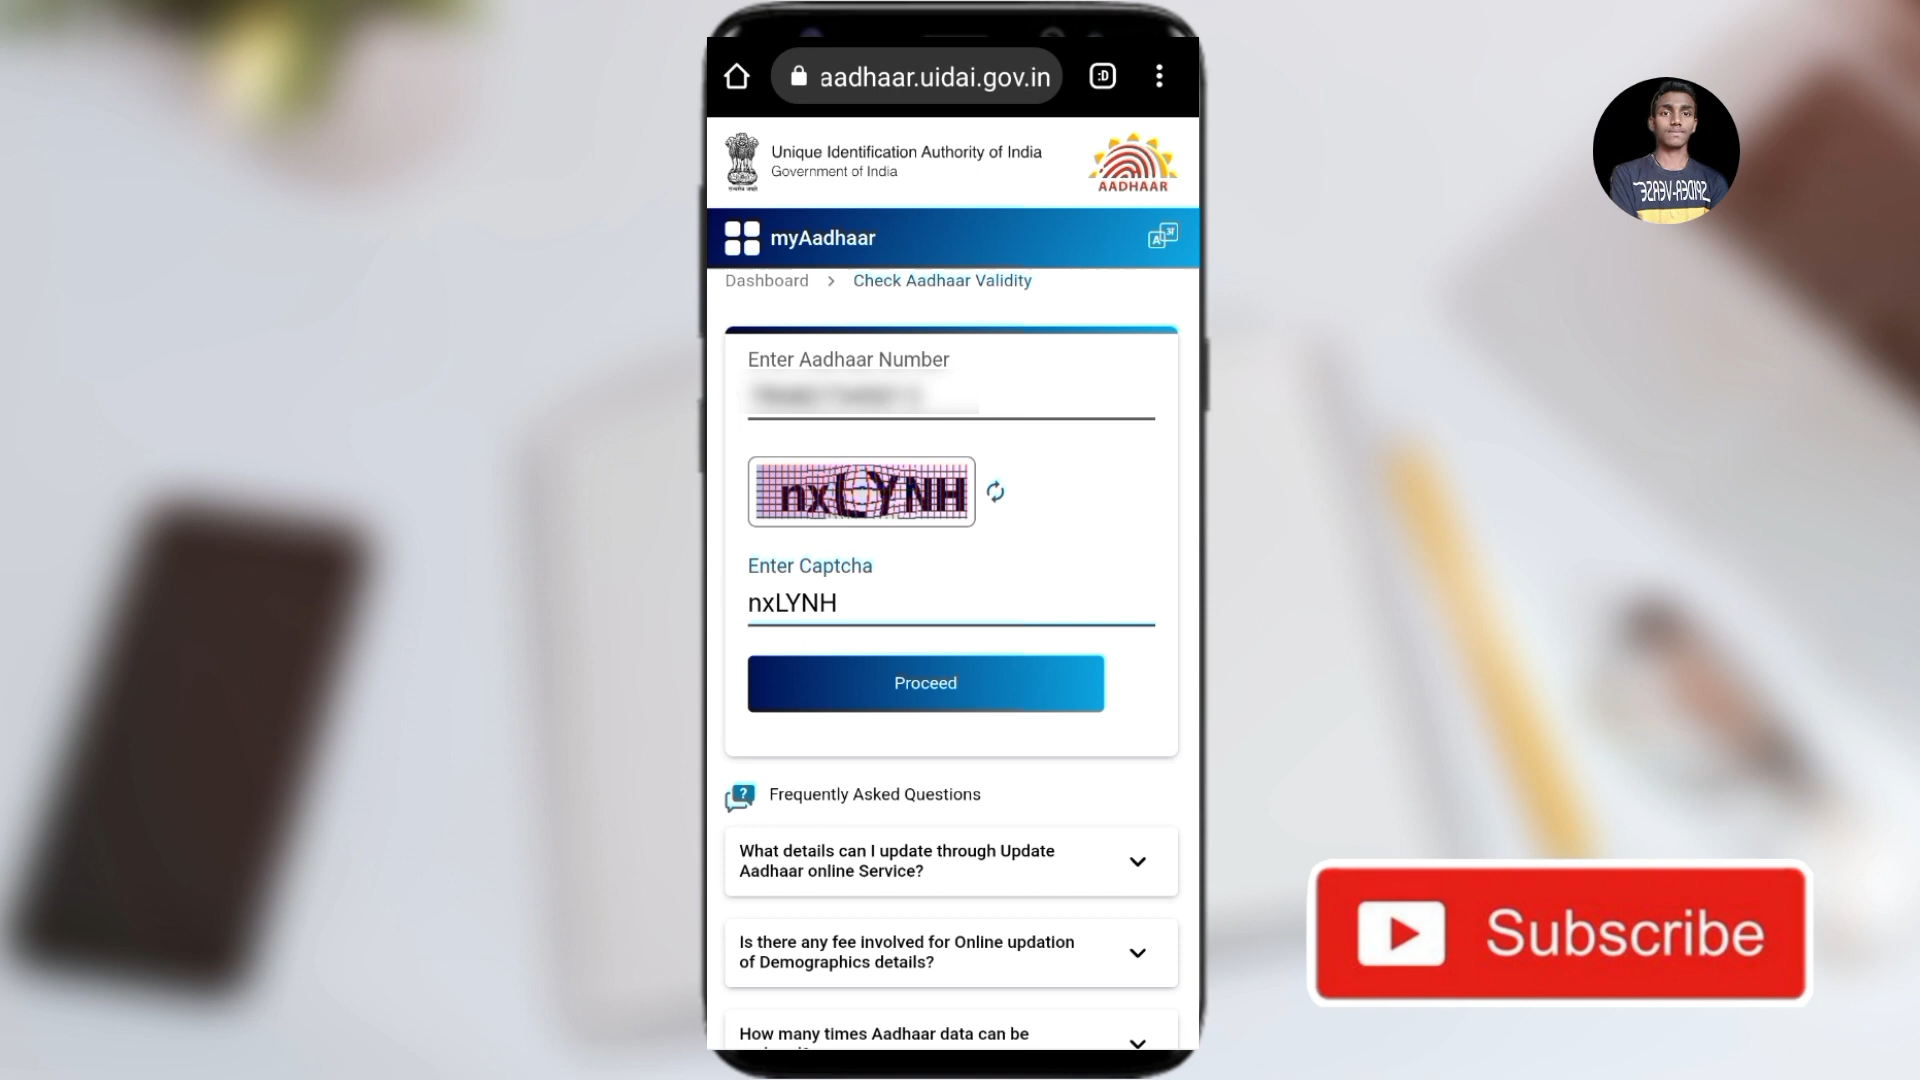 aadhaar.uidai.gov.in
:D
Unique Identification Authority of India
Government of India
AADHAAR
myAadhaar
Dashboard > Check Aadhaar Validity
Enter Aadhaar Number
nxLYNH
Enter Captcha
nxLYNH
Proceed
Frequently Asked Questions
What details can I update through Update
Aadhaar online Service?
Is there any fee involved for Online updation
of Demographics details?
How many times Aadhaar data can be
SPIDER-VERSE
Subscribe